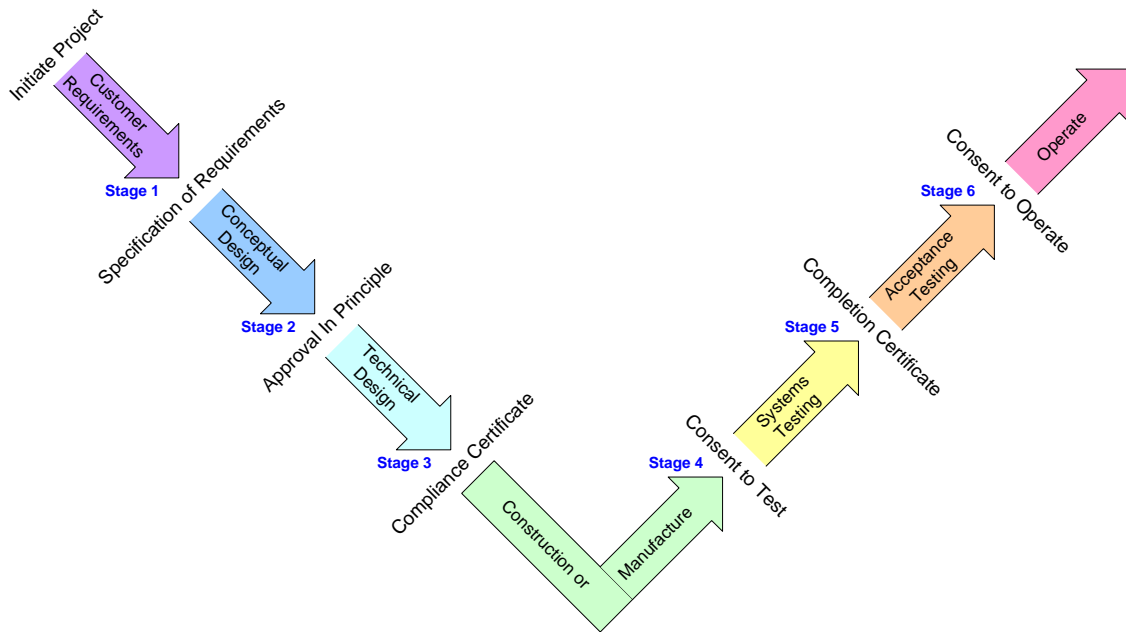 Initiate Project
Customer
Requirements
Stage 1
Specification of Requirements
Conceptual
Design
Stage 2
Approval In Principle
Technical
Design
Stage 3
Compliance Certificate
Construction or
Manufacture
Stage 4
Consent to Test
Systems
Testing
Stage 5
Completion Certificate
Acceptance
Testing
Stage 6
Consent to Operate
Operate